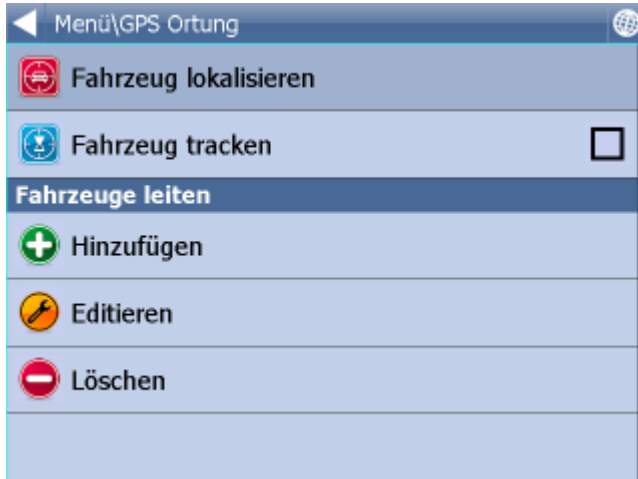 Menü\GPS Ortung
Fahrzeug lokalisieren
Fahrzeug tracken
Fahrzeuge leiten
Hinzufügen
Editieren
Löschen